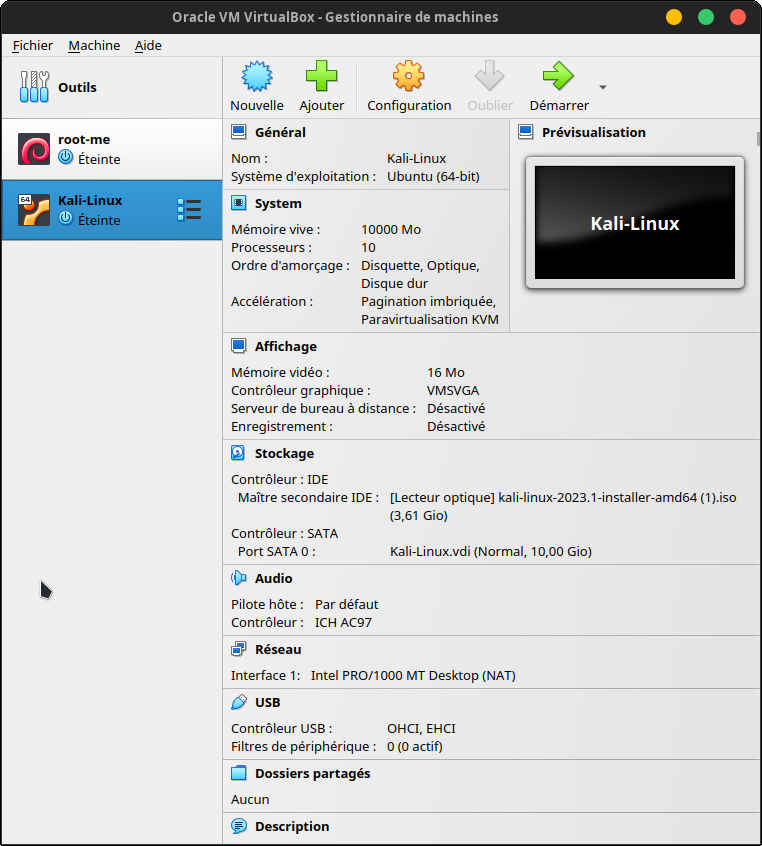 Oracle VM VirtualBox - Gestionnaire de machines
Fichier Machine Aide
Outils
Nouvelle Ajouter Configuration Oublier Démarrer
root-me
Éteinte
64
Kali-Linux
Éteinte
Général
Nom : Kali-Linux
Système d'exploitation : Ubuntu (64-bit)
Prévisualisation
Kali-Linux
System
Mémoire vive : 10000 Mo
Processeurs : 10
Ordre d'amorçage : Disquette, Optique,
Disque dur
Accélération : Pagination imbriquée,
Paravirtualisation KVM
Affichage
Mémoire vidéo : 16 Mo
Contrôleur graphique : VMSVGA
Serveur de bureau à distance : Désactivé
Enregistrement : Désactivé
Stockage
Contrôleur : IDE
Maître secondaire IDE : [Lecteur optique] kali-linux-2023.1-installer-amd64 (1).iso
(3,61 Gio)
Contrôleur : SATA
Port SATA 0 : Kali-Linux.vdi (Normal, 10,00 Gio)
Audio
Pilote hôte : Par défaut
Contrôleur : ICH AC97
Réseau
Interface 1: Intel PRO/1000 MT Desktop (NAT)
USB
Contrôleur USB : OHCI, EHCI
Filtres de périphérique : 0 (0 actif)
Dossiers partagés
Aucun
Description